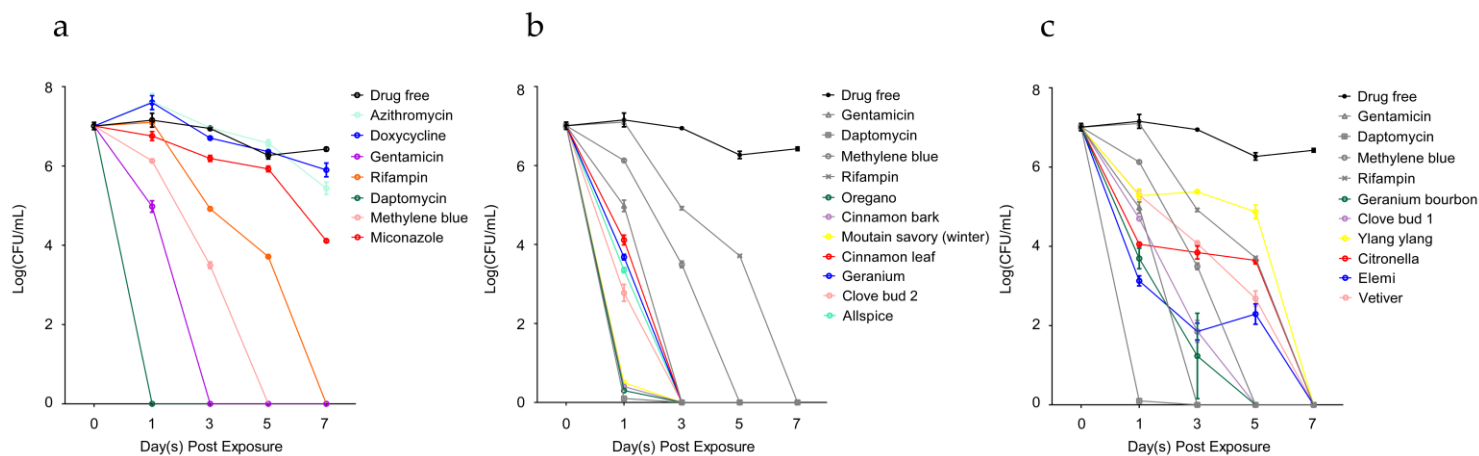 a
Log(CFU/mL)
8
6
4
2
0
0 1 3 5 7
Day(s) Post Exposure
Drug free
Azithromycin
Doxycycline
Gentamicin
Rifampin
Daptomycin
Methylene blue
Miconazole
b
Log(CFU/mL)
8
6
4
2
0
0 1 3 5 7
Day(s) Post Exposure
Drug free
Gentamicin
Daptomycin
Methylene blue
Rifampin
Oregano
Cinnamon bark
Moutain savory (winter)
Cinnamon leaf
Geranium
Clove bud 2
Allspice
c
Log(CFU/mL)
8
6
4
2
0
0 1 3 5 7
Day(s) Post Exposure
Drug free
Gentamicin
Daptomycin
Methylene blue
Rifampin
Geranium bourbon
Clove bud 1
Ylang ylang
Citronella
Elemi
Vetiver